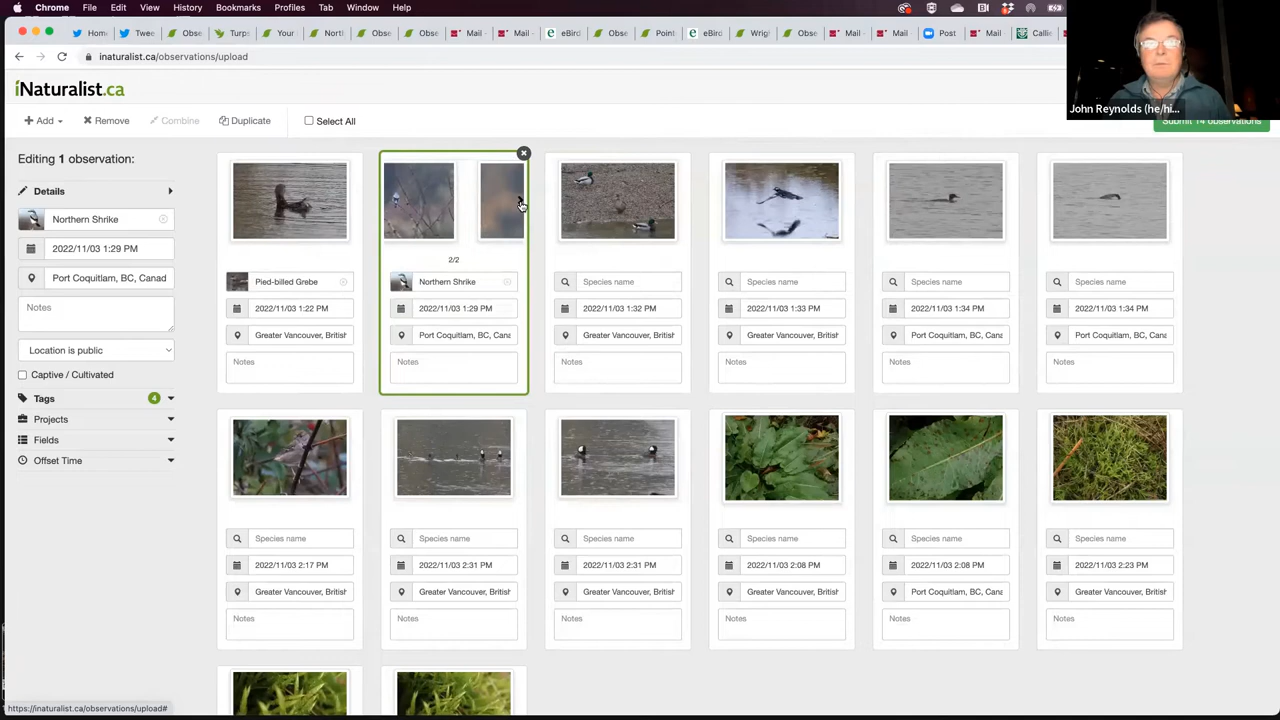 Chrome File Edit View History Bookmarks Profiles Tab Window Help
Home Twee eBird Obse Turps Your North Obse Obse Mail - Mail - eBird Obse Point eBird Wrigh Obse Mail - Mail - Zoom Post Mail - Callie
inaturalist.ca/observations/upload
John Reynolds (he/hi...
iNaturalist.ca
Add Remove Combine Duplicate Select All
Submit 14 observations
Editing 1 observation:
Details
Northern Shrike
2022/11/03 1:29 PM
Port Coquitlam, BC, Canad
Notes
Location is public
Captive / Cultivated
Tags 4
Projects
Fields
Offset Time
2/2
Pied-billed Grebe Northern Shrike Species name Species name Species name Species name
2022/11/03 1:22 PM 2022/11/03 1:29 PM 2022/11/03 1:32 PM 2022/11/03 1:33 PM 2022/11/03 1:34 PM 2022/11/03 1:34 PM
Greater Vancouver, British Port Coquitlam, BC, Cana Greater Vancouver, British Greater Vancouver, British Port Coquitlam, BC, Cana Port Coquitlam, BC, Cana
Notes Notes Notes Notes Notes Notes
Species name Species name Species name Species name Species name Species name
2022/11/03 2:17 PM 2022/11/03 2:31 PM 2022/11/03 2:31 PM 2022/11/03 2:08 PM 2022/11/03 2:08 PM 2022/11/03 2:23 PM
Greater Vancouver, British Greater Vancouver, British Greater Vancouver, British Greater Vancouver, British Port Coquitlam, BC, Cana Greater Vancouver, British
Notes Notes Notes Notes Notes Notes
https://inaturalist.ca/observations/upload#